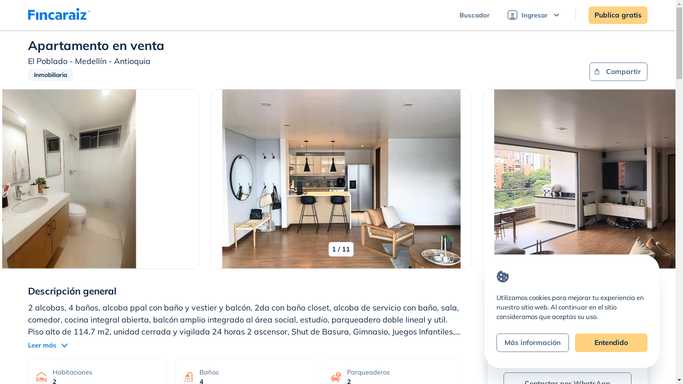 Fincaraiz
Buscador
Ingresar
Publica gratis
Apartamento en venta
El Poblado - Medellín - Antioquia
Inmobiliaria
Compartir
1 / 11
Descripción general
2 alcobas, 4 baños, alcoba ppal con baño y vestier y balcón, 2da con baña closet, alcoba de servicio con baño, sala,
comedor, cocina integral abierta, balcón amplio integrado al área social, estudio, parqueadero doble lineal y util.
Piso alto de 114.7 m2, unidad cerrada y vigilada 24 horas 2 ascensor, Shut de Basura, Gimnasio, Juegos Infantiles,...
Leer más
Habitaciones
2
Baños
4
Parqueaderos
2
Utilizamos cookies para mejorar tu experiencia en
nuestro sitio web. Al continuar en el sitio
consideramos que aceptas su uso.
Más información
Entendido
Contactar por WhatsApp